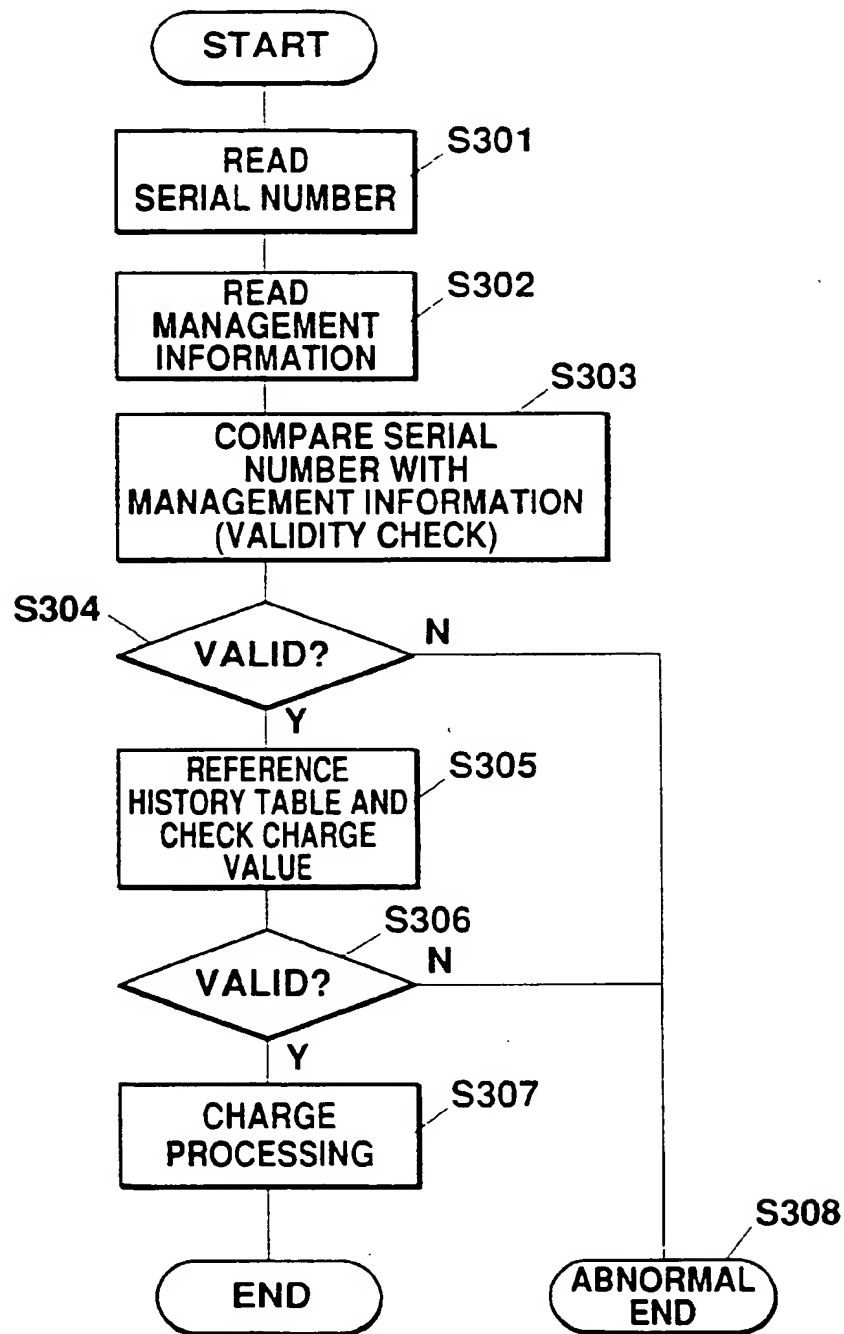 START
S301
READ
SERIAL NUMBER
S302
READ
MANAGEMENT
INFORMATION
S303
COMPARE SERIAL
NUMBER WITH
MANAGEMENT INFORMATION
(VALIDITY CHECK)
S304
VALID?
N
Y
S305
REFERENCE
HISTORY TABLE AND
CHECK CHARGE
VALUE
S306
VALID?
N
Y
S307
CHARGE
PROCESSING
S308
END
ABNORMAL
END